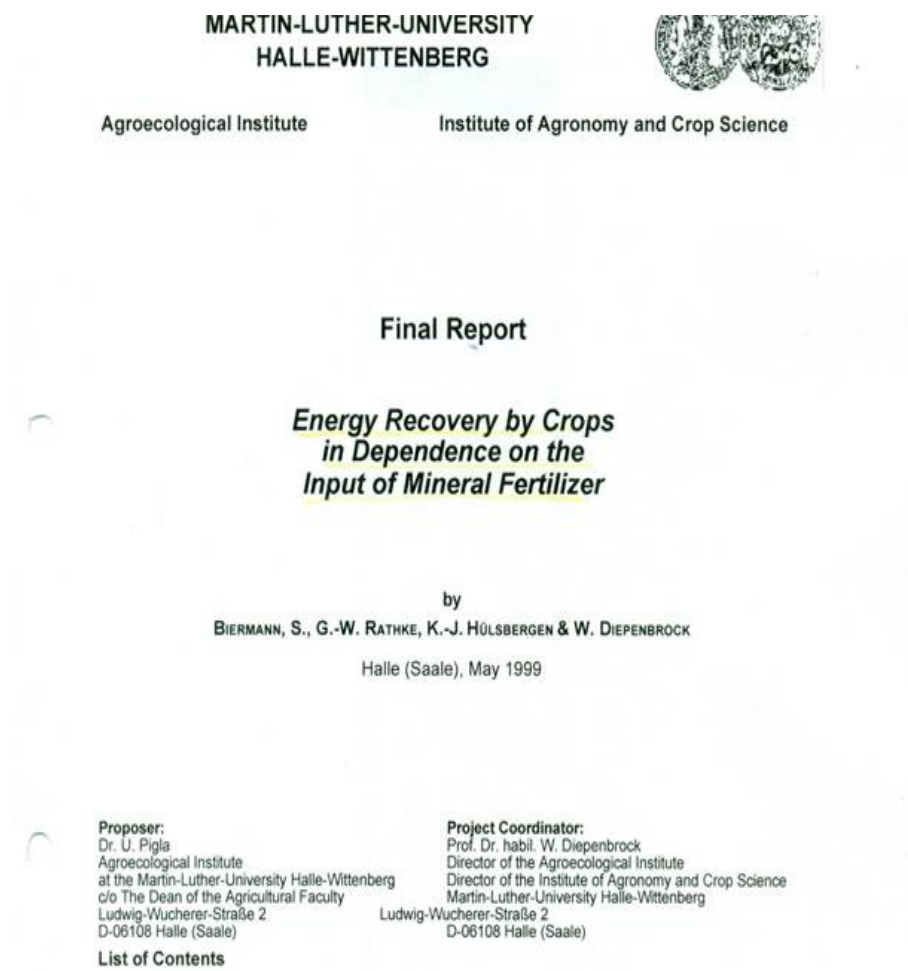 MARTIN-LUTHER-UNIVERSITY
HALLE-WITTENBERG
Agroecological Institute Institute of Agronomy and Crop Science
Final Report
Energy Recovery by Crops
in Dependence on the
Input of Mineral Fertilizer
by
BIERMANN, S., G.-W. RATHKE, K.-J. HÜLSBERGEN & W. DIEPENBROCK
Halle (Saale), May 1999
Proposer: Project Coordinator:
Dr. U. Pigla Prof. Dr. habil. W. Diepenbrock
Agroecological Institute Director of the Agroecological Institute
at the Martin-Luther-University Halle-Wittenberg Director of the Institute of Agronomy and Crop Science
c/o The Dean of the Agricultural Faculty Martin-Luther-University Halle-Wittenberg
Ludwig-Wucherer-Straße 2 Ludwig-Wucherer-Straße 2
D-06108 Halle (Saale) D-06108 Halle (Saale)
List of Contents